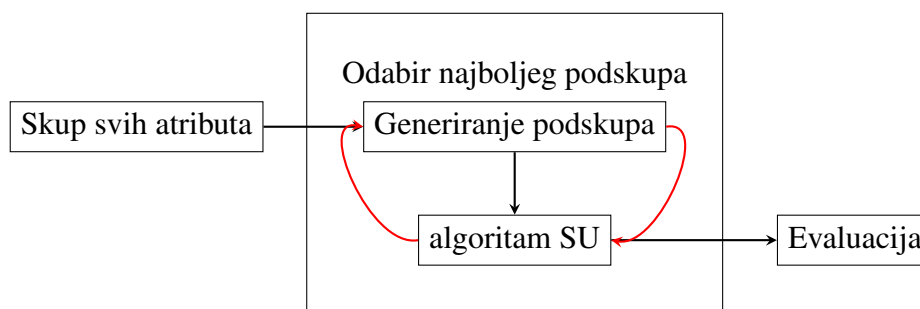 Odabir najboljeg podskupa
Skup svih atributa
Generiranje podskupa
algoritam SU
Evaluacija